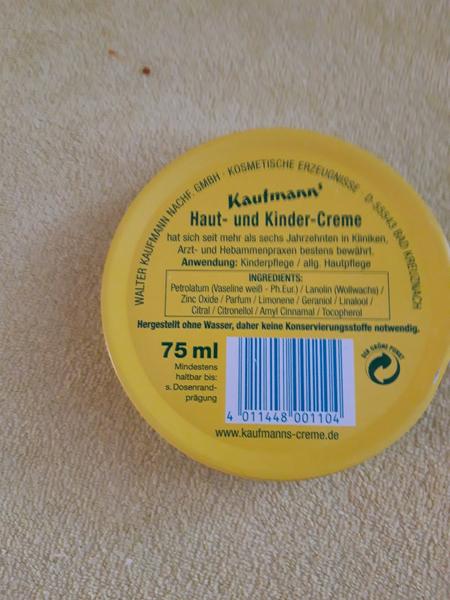 WALTER KAUFMANN NACHF. GMBH · KOSMETISCHE ERZEUGNISSE · D-55543 BAD KREUZNACH
Kaufmann's
Haut- und Kinder-Creme
hat sich seit mehr als sechs Jahrzehnten in Kliniken,
Arzt- und Hebammenpraxen bestens bewährt.
Anwendung: Kinderpflege / allg. Hautpflege
INGREDIENTS:
Petrolatum (Vaseline weiß - Ph.Eur.) / Lanolin (Wollwachs) /
Zinc Oxide / Parfum / Limonene / Geraniol / Linalool /
Citral / Citronellol / Amyl Cinnamal / Tocopherol
Hergestellt ohne Wasser, daher keine Konservierungsstoffe notwendig.
75 ml
Mindestens
haltbar bis:
s. Dosenrand-
prägung
DER GRÜNE PUNKT
4 011448 001104
www.kaufmanns-creme.de